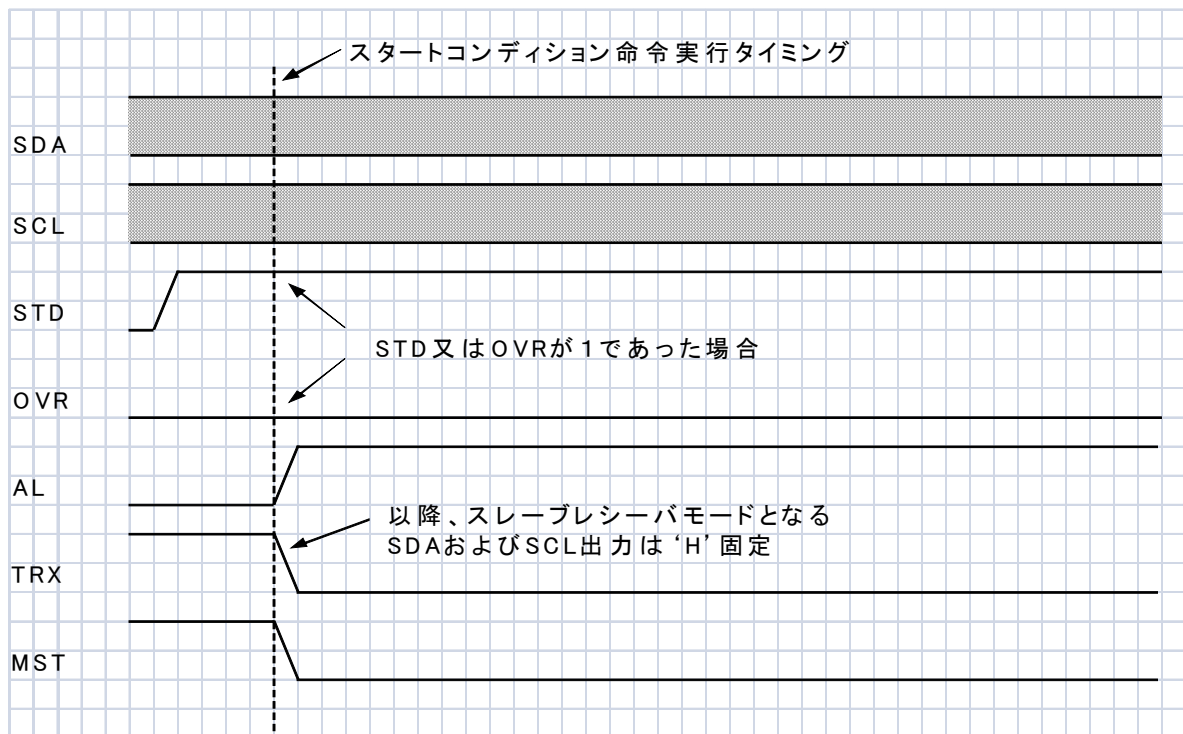 スタートコンディション命令実行タイミング
SDA
SCL
STD
STD又はOVRが1であった場合
OVR
AL
以降、スレーブレシーバモードとなる
SDAおよびSCL出力は‘H’固定
TRX
MST